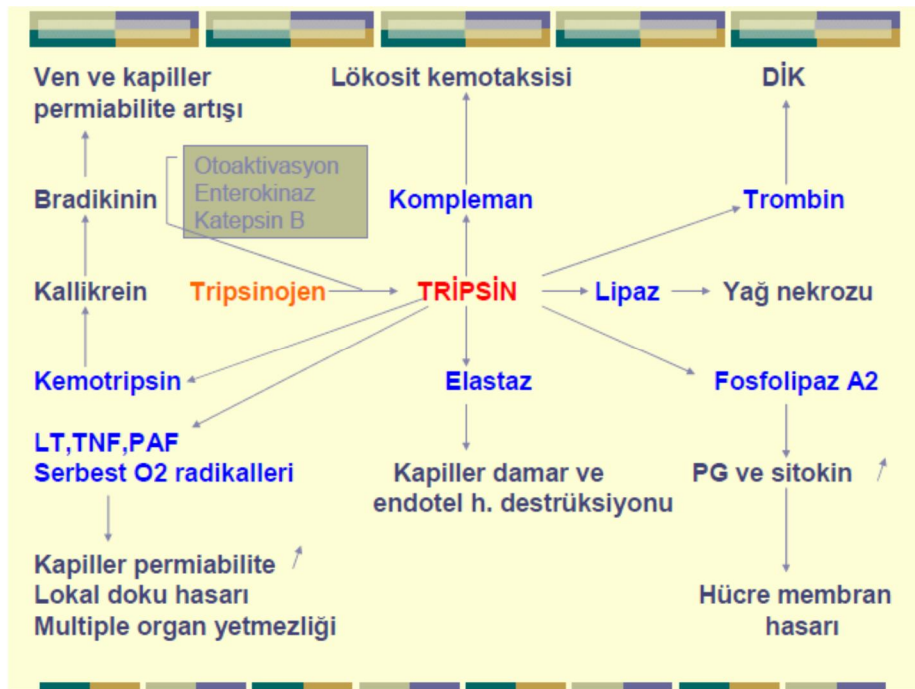 Ven ve kapiller
permiabilite artışı
Lökosit kemotaksisi
DİK
Otoaktivasyon
Enterokinaz
Katepsin B
Bradikinin
Kompleman
Trombin
Kallikrein
Tripsinojen
TRİPSİN
Lipaz
Yağ nekrozu
Kemotripsin
Elastaz
Fosfolipaz A2
LT,TNF,PAF
Serbest O2 radikalleri
Kapiller damar ve
endotel h. destrüksiyonu
PG ve sitokin
Kapiller permiabilite
Lokal doku hasarı
Multiple organ yetmezliği
Hücre membran
hasarı